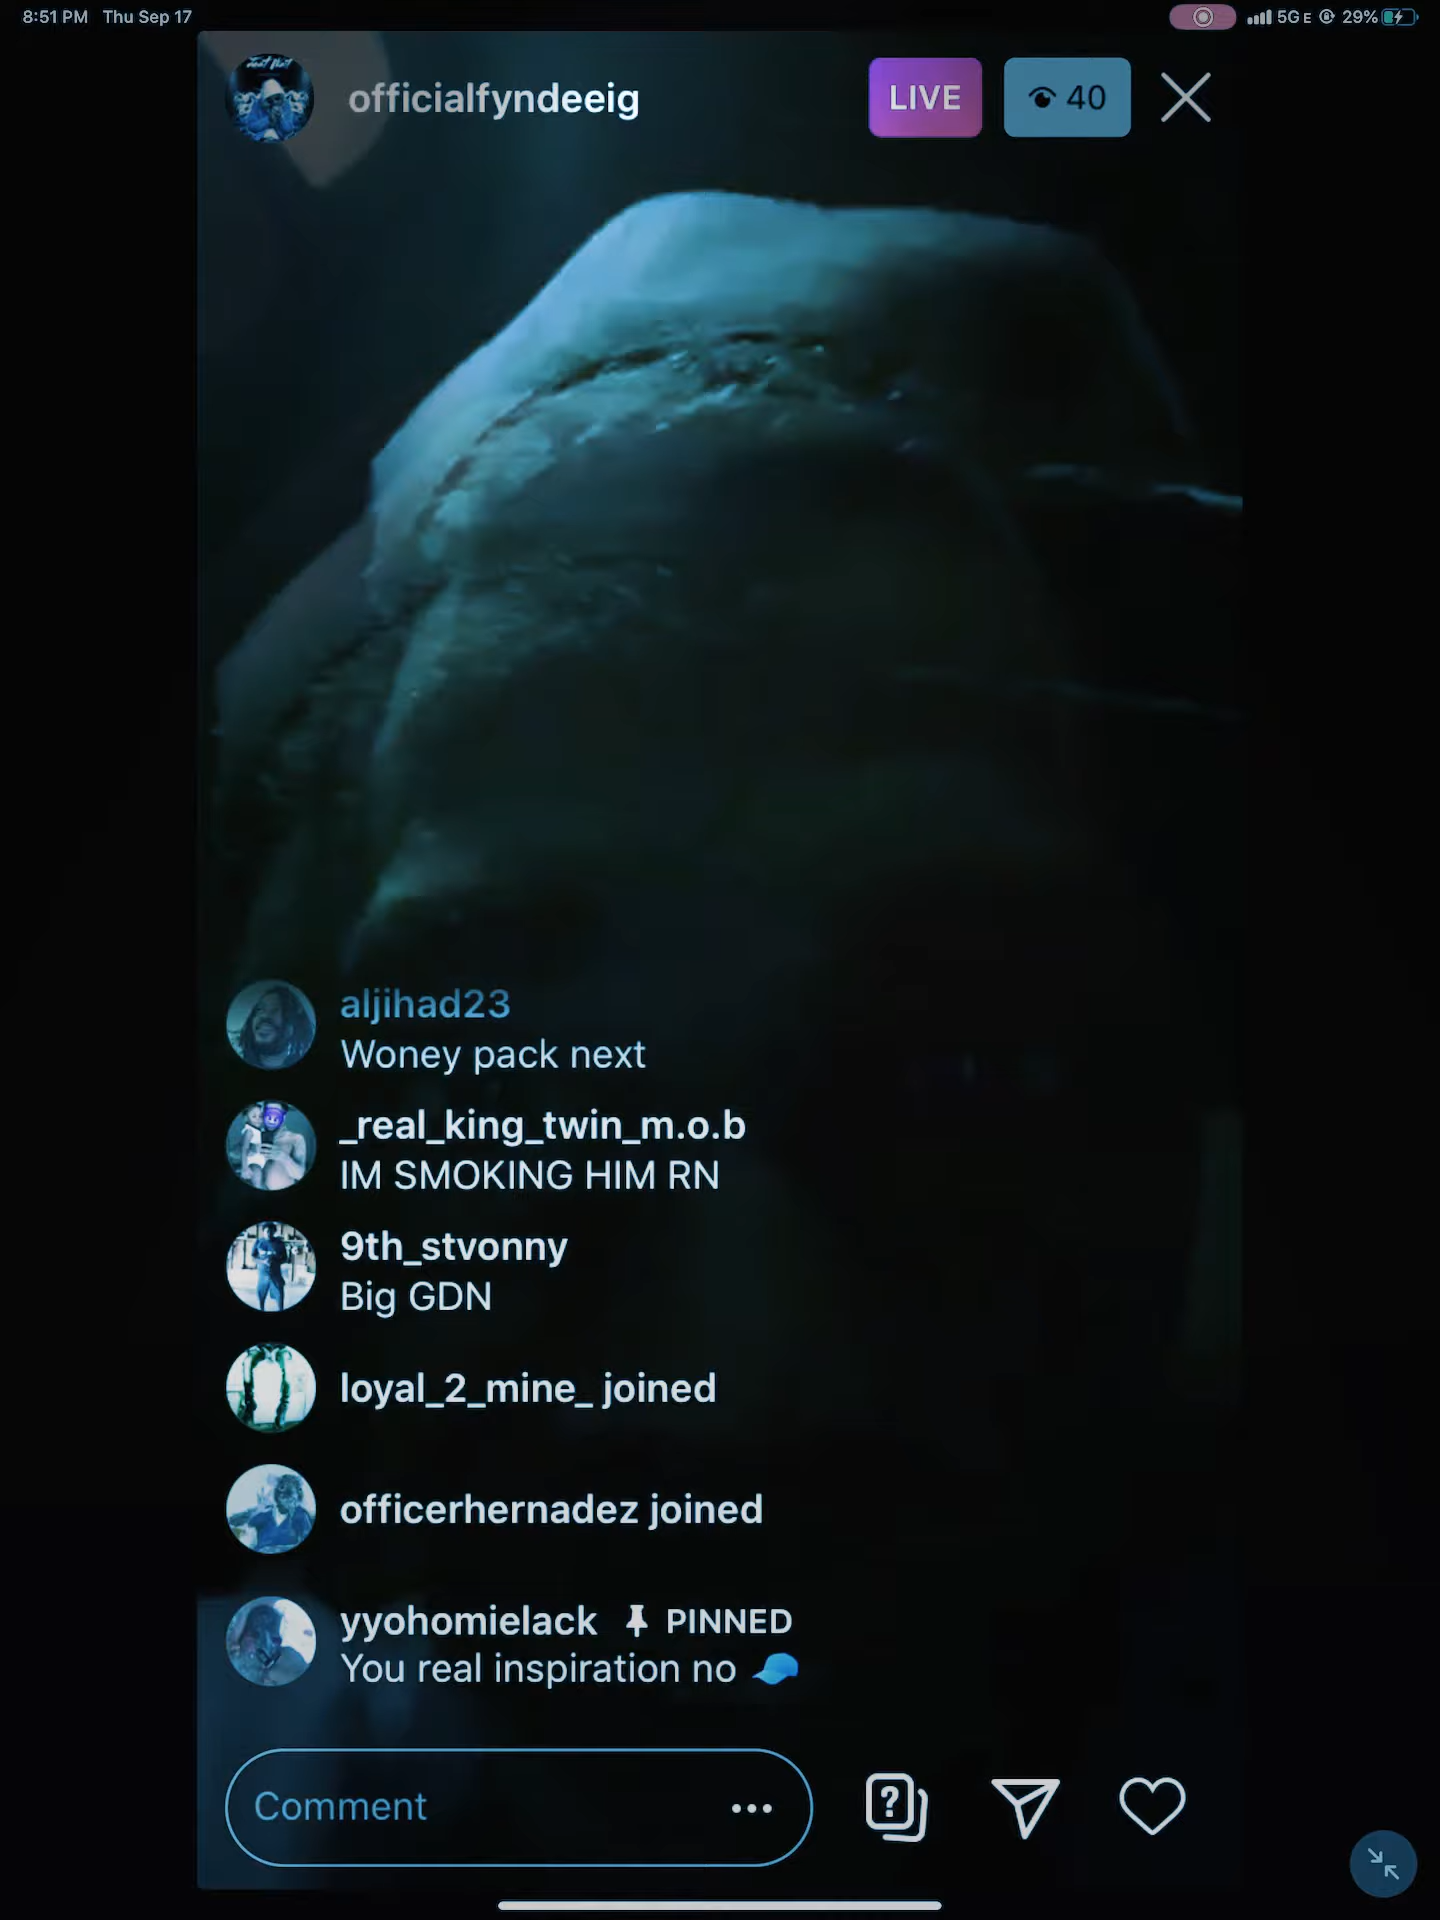 8:51 PM Thu Sep 17
5G E 29%
officialfyndeeig
LIVE
40
aljihad23
Woney pack next
_real_king_twin_m.o.b
IM SMOKING HIM RN
9th_stvonny
Big GDN
loyal_2_mine_ joined
officerhernadez joined
yyohomielack PINNED
You real inspiration no 🧢
Comment